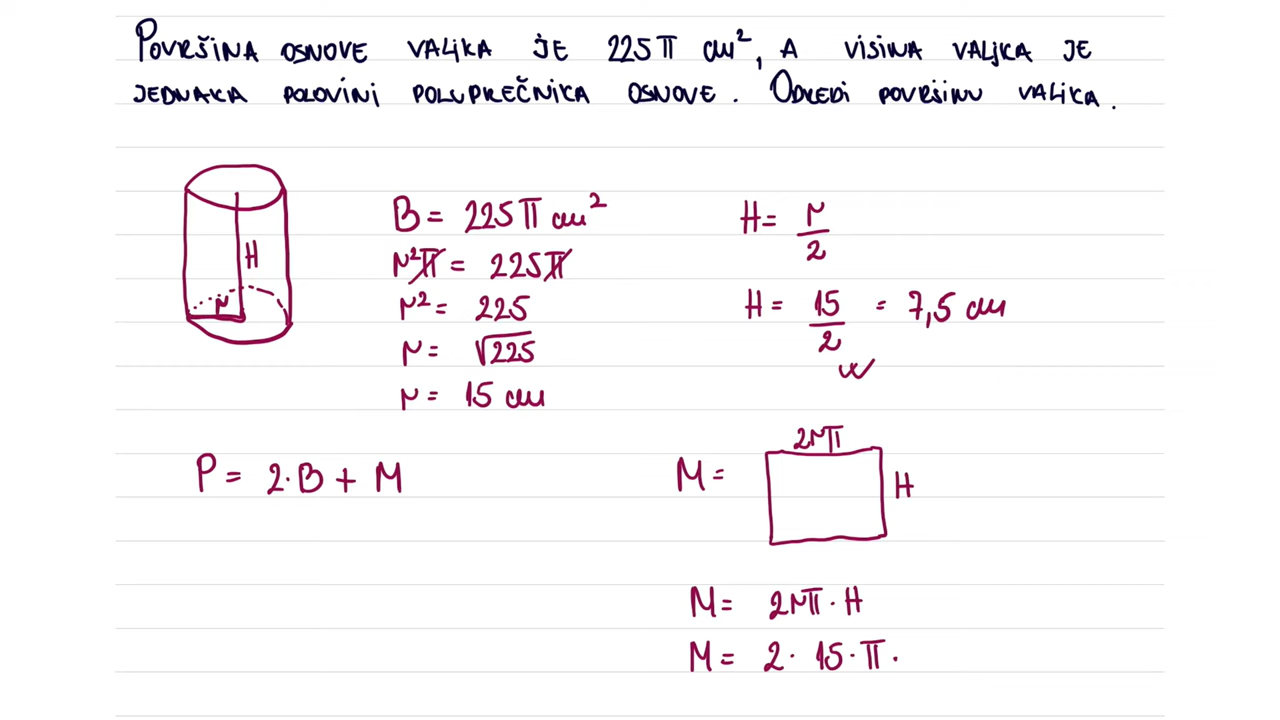 POVRŠINA OSNOVE VALJKA JE 225π cm², A VISINA VALJKA JE
JEDNAKA POLOVINI POLUPREČNIKA OSNOVE. ODREDI POVRŠINU VALJKA.
H
r
B = 225π cm²
r²π = 225π
r² = 225
r = √225
r = 15 cm
H = r/2
H = 15/2 = 7,5 cm
P = 2·B + M
M =
2rπ
H
M = 2rπ · H
M = 2 · 15 · π ·